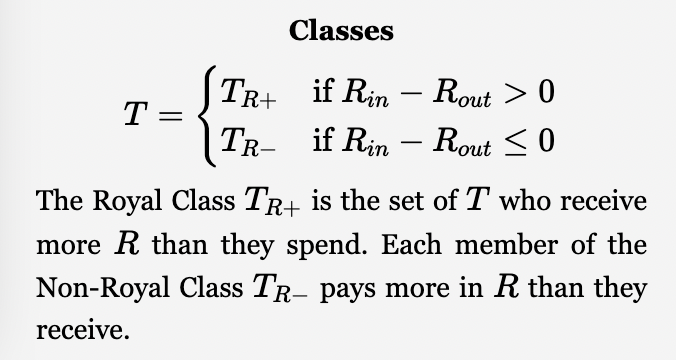 Classes
T = { T_{R+} if R_{in} − R_{out} > 0
T_{R−} if R_{in} − R_{out} ≤ 0
The Royal Class T_{R+} is the set of T who receive
more R than they spend. Each member of the
Non-Royal Class T_{R−} pays more in R than they
receive.